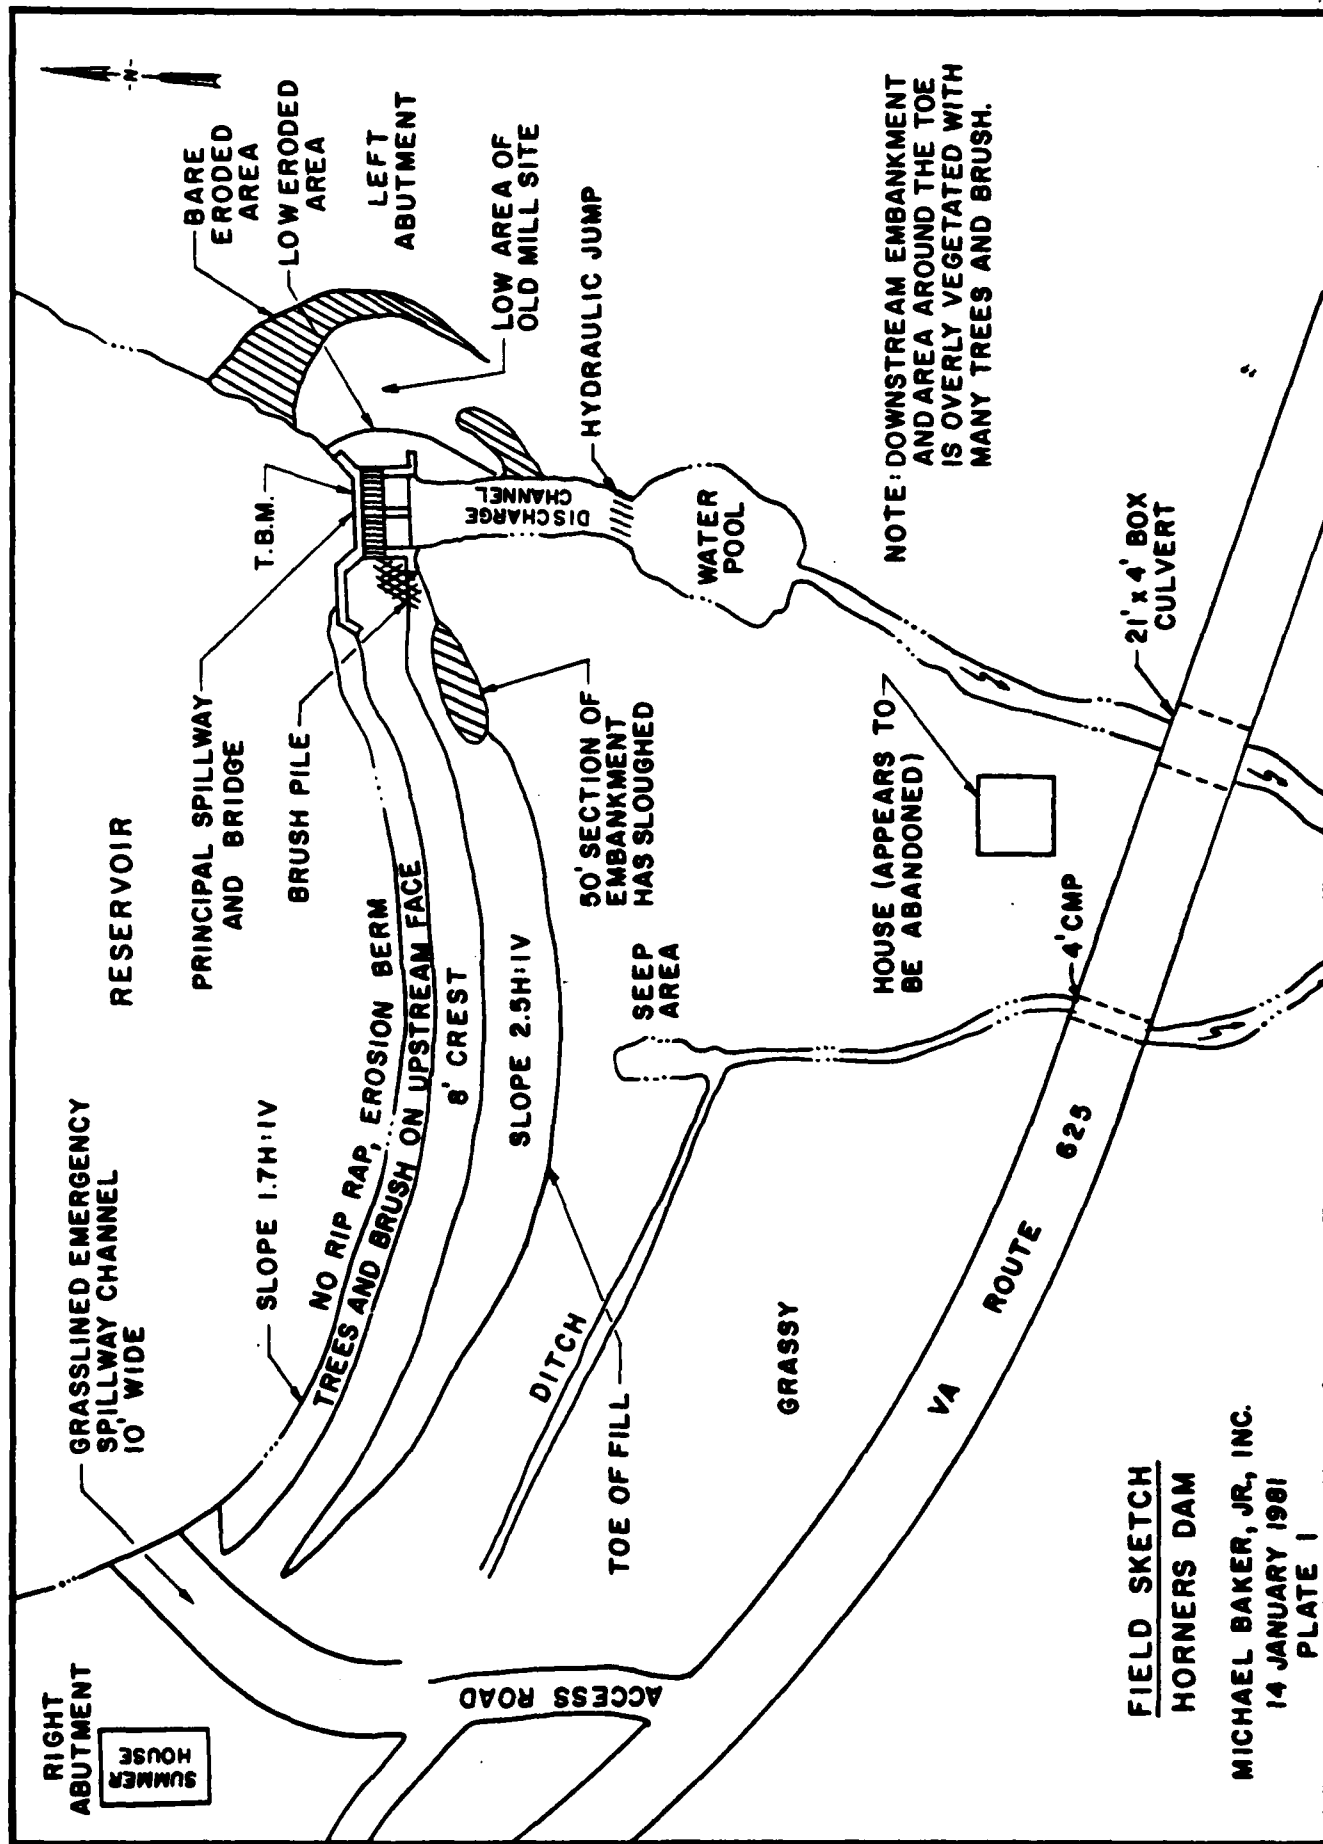 RIGHT
ABUTMENT
SUMMER
HOUSE
GRASSLINED EMERGENCY
SPILLWAY CHANNEL
10' WIDE
RESERVOIR
SLOPE 1.7H:1V
NO RIP RAP, EROSION BERM
TREES AND BRUSH ON UPSTREAM FACE
8' CREST
SLOPE 2.5H:1V
PRINCIPAL SPILLWAY
AND BRIDGE
BRUSH PILE
T.B.M.
BARE
ERODED
AREA
LOW ERODED
AREA
LEFT
ABUTMENT
-N-
LOW AREA OF
OLD MILL SITE
HYDRAULIC JUMP
DISCHARGE
CHANNEL
WATER
POOL
50' SECTION OF
EMBANKMENT
HAS SLOUGHED
SEEP
AREA
DITCH
TOE OF FILL
ACCESS ROAD
GRASSY
HOUSE (APPEARS TO
BE ABANDONED)
NOTE: DOWNSTREAM EMBANKMENT
AND AREA AROUND THE TOE
IS OVERLY VEGETATED WITH
MANY TREES AND BRUSH.
4' CMP
21' x 4' BOX
CULVERT
VA ROUTE 625
FIELD SKETCH
HORNERS DAM
MICHAEL BAKER, JR., INC.
14 JANUARY 1981
PLATE 1